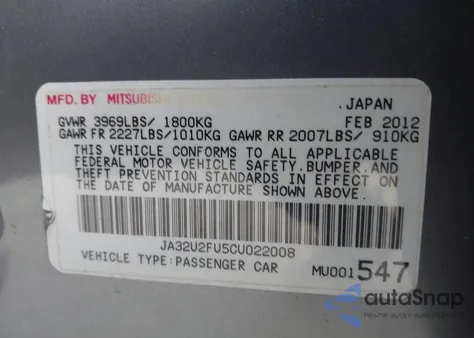 MFD. BY MITSUBISHI
.JAPAN
GVWR 3969LBS/ 1800KG FEB 2012
GAWR FR 2227LBS/1010KG GAWR RR 2007LBS/ 910KG
THIS VEHICLE CONFORMS TO ALL APPLICABLE
FEDERAL MOTOR VEHICLE SAFETY. BUMPER.AND
THEFT PREVENTION STANDARDS IN EFFECT ON
THE DATE OF MANUFACTURE SHOWN ABOVE.
JA32U2FU5CU022008
VEHICLE TYPE:PASSENGER CAR MU001547
autoSnap